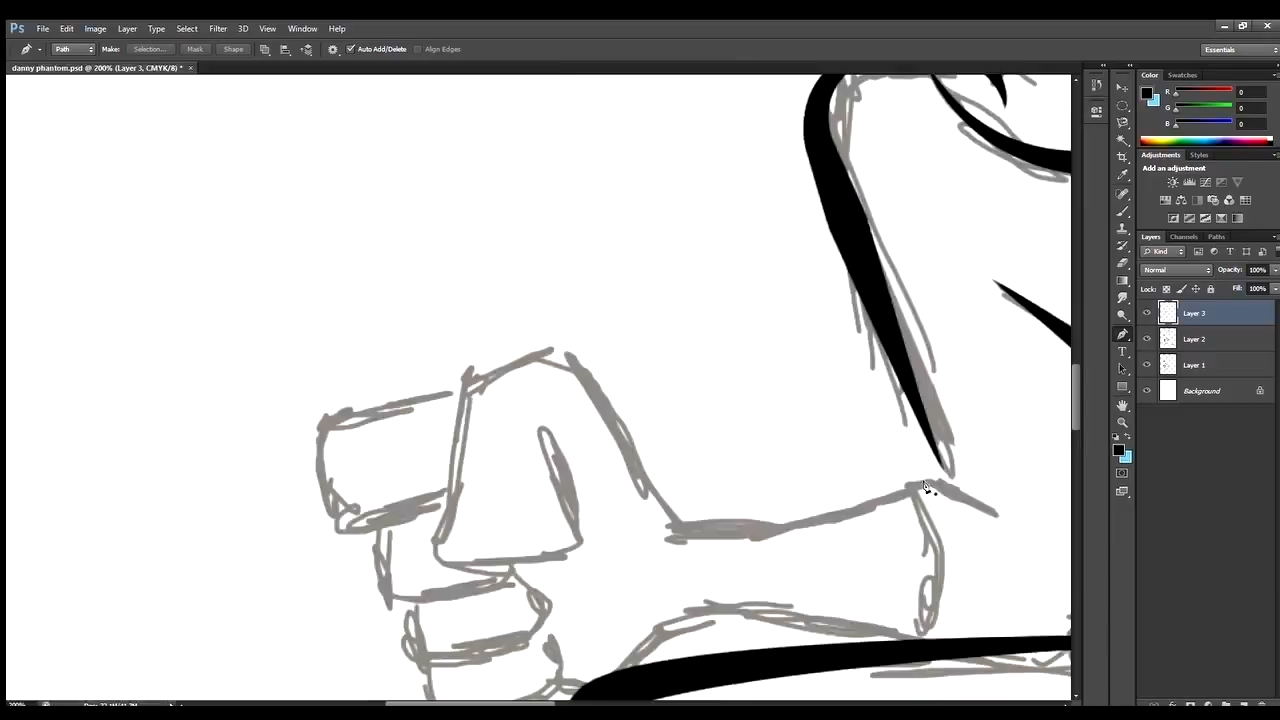 Ps File Edit Image Layer Type Select Filter 3D View Window Help
Path Make: Selection... Mask Shape Auto Add/Delete Align Edges Essentials
danny phantom.psd @ 200% (Layer 3, CMYK/8) * ×
Color Swatches
R 0
G 0
B 0
Adjustments Styles
Add an adjustment
Layers Channels Paths
Kind T
Normal Opacity: 100%
Lock: Fill: 100%
Layer 3
Layer 2
Layer 1
Background
T
200%